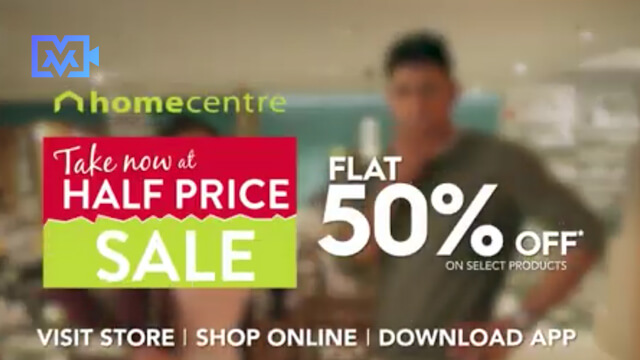 homecentre
Take now at
HALF PRICE
SALE
FLAT
50% OFF*
ON SELECT PRODUCTS
VISIT STORE | SHOP ONLINE | DOWNLOAD APP